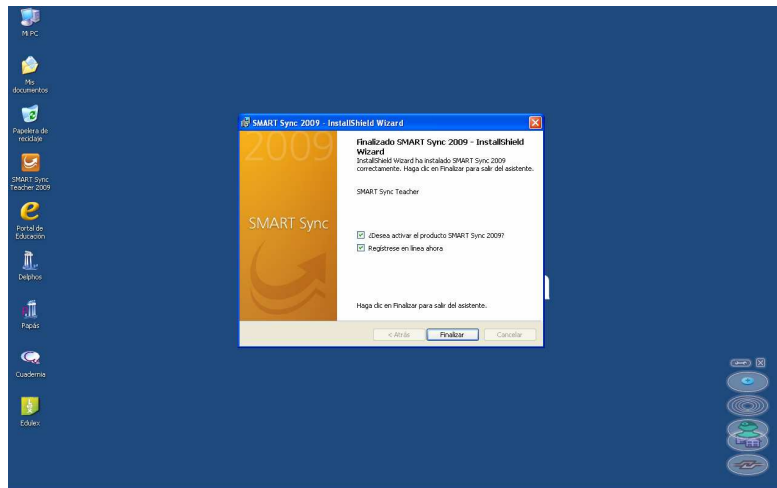 Mi PC
Mis
documentos
Papelera de
reciclaje
SMART Sync
Teacher 2009
Portal de
Educación
Delphos
Papás
Cuadernia
Edulex
SMART Sync 2009 - InstallShield Wizard
2009
SMART Sync
Finalizado SMART Sync 2009 - InstallShield
Wizard
InstallShield Wizard ha instalado SMART Sync 2009
correctamente. Haga clic en Finalizar para salir del asistente.
SMART Sync Teacher
¿Desea activar el producto SMART Sync 2009?
Regístrese en línea ahora
Haga clic en Finalizar para salir del asistente.
< Atrás
Finalizar
Cancelar